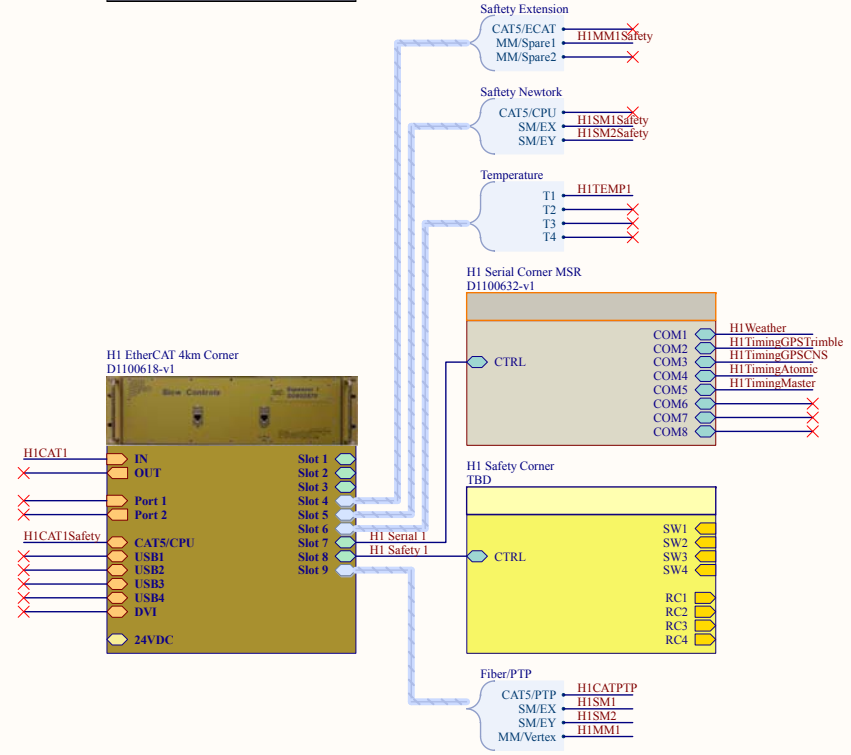 Saftety Extension
CAT5/ECAT
MM/Spare1 H1MM1Safety
MM/Spare2
Saftety Newtork
CAT5/CPU
SM/EX H1SM1Safety
SM/EY H1SM2Safety
Temperature
T1 H1TEMP1
T2
T3
T4
H1 Serial Corner MSR
D1100632-v1
COM1 H1Weather
COM2 H1TimingGPSTrimble
CTRL COM3 H1TimingGPSCNS
COM4 H1TimingAtomic
COM5 H1TimingMaster
COM6
COM7
COM8
H1 EtherCAT 4km Corner
D1100618-v1
Slow Controls
H1CAT1 IN Slot 1
OUT Slot 2
Slot 3
Port 1 Slot 4
Port 2 Slot 5
Slot 6
H1CAT1Safety CAT5/CPU Slot 7 H1 Serial 1
USB1 Slot 8 H1 Safety 1
USB2 Slot 9
USB3
USB4
DVI
24VDC
H1 Safety Corner
TBD
SW1
SW2
CTRL SW3
SW4
RC1
RC2
RC3
RC4
Fiber/PTP
CAT5/PTP H1CATPTP
SM/EX H1SM1
SM/EY H1SM2
MM/Vertex H1MM1